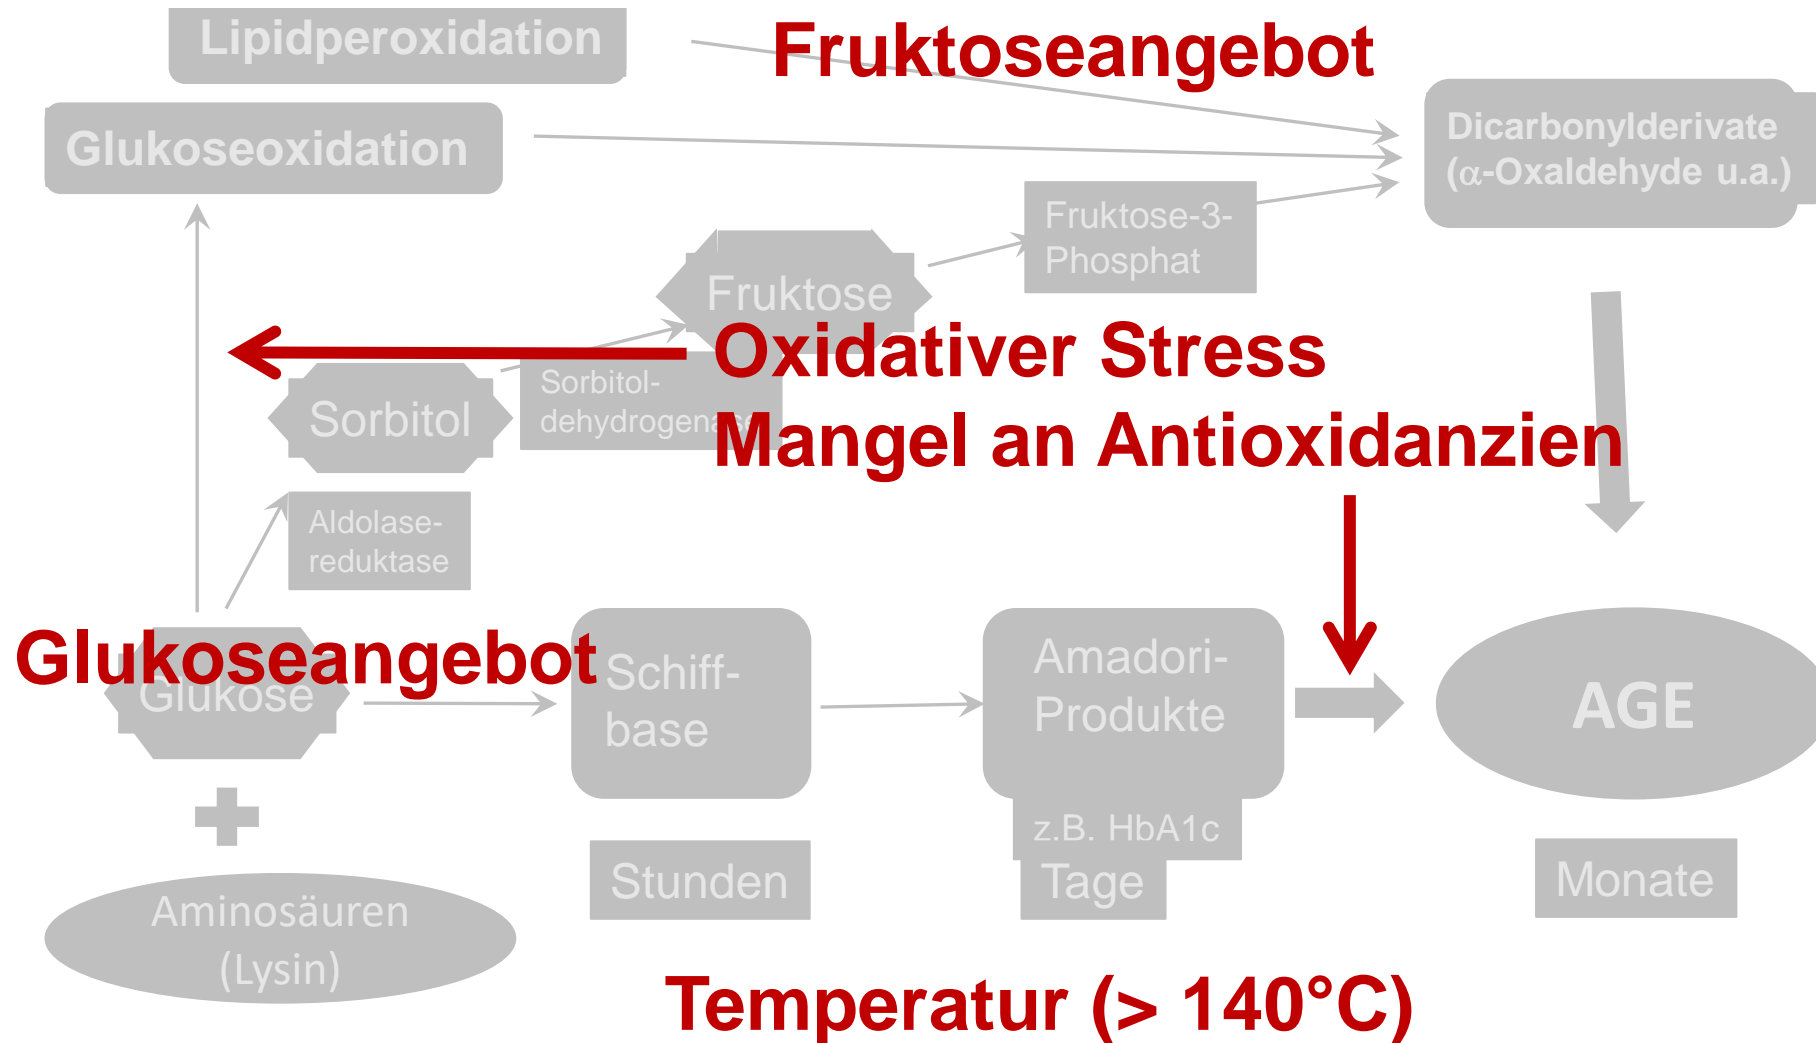 Lipidperoxidation
Fruktoseangebot
Glukoseoxidation
Dicarbonylderivate
(α-Oxaldehyde u.a.)
Fruktose-3-
Phosphat
Fruktose
Oxidativer Stress
Mangel an Antioxidanzien
Sorbitol
Sorbitol-
dehydrogenase
Aldolase-
reduktase
Glukoseangebot
Glukose
Schiff-
base
Amadori-
Produkte
z.B. HbA1c
AGE
Stunden
Tage
Monate
Aminosäuren
(Lysin)
Temperatur (> 140°C)